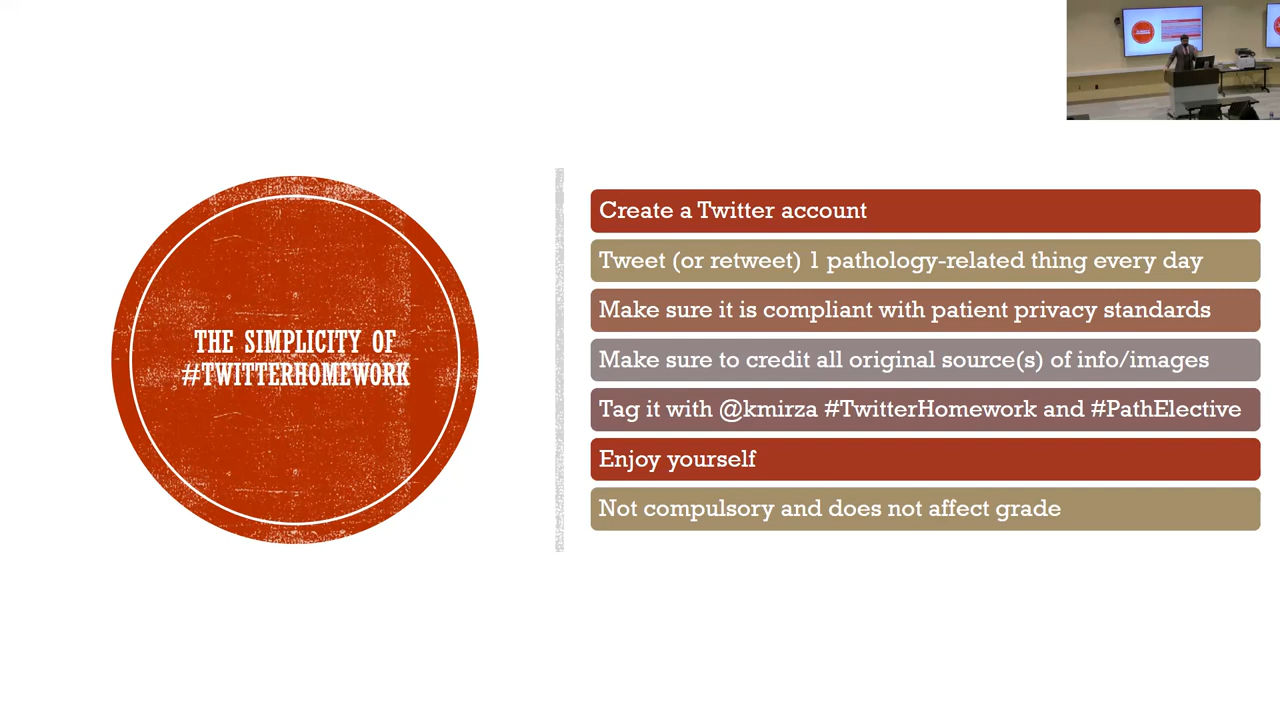 THE SIMPLICITY OF
#TWITTERHOMEWORK
Create a Twitter account
Tweet (or retweet) 1 pathology-related thing every day
Make sure it is compliant with patient privacy standards
Make sure to credit all original source(s) of info/images
Tag it with @kmirza #TwitterHomework and #PathElective
Enjoy yourself
Not compulsory and does not affect grade